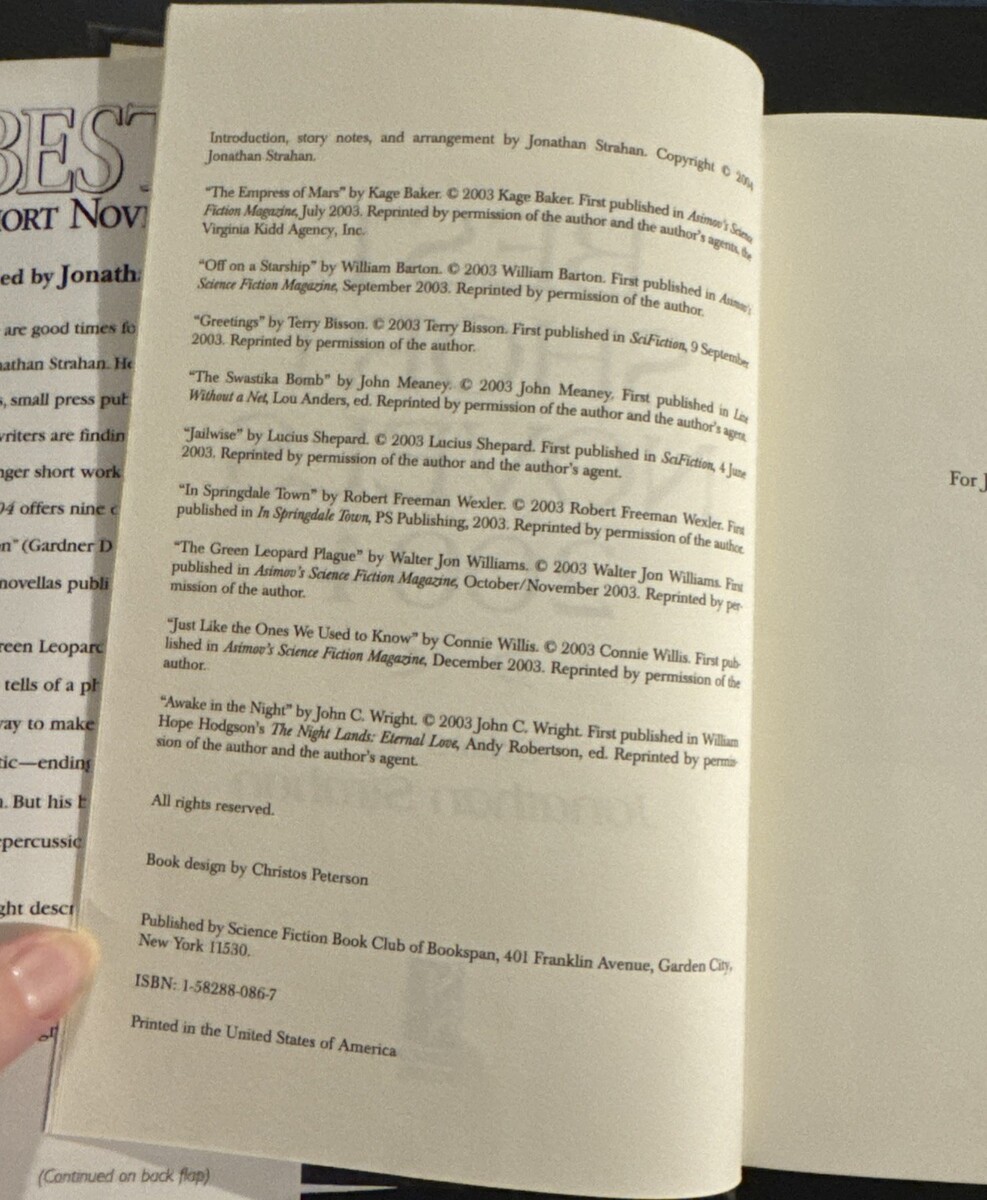 BEST
ORT NOV
ed by Jonath
are good times fo
nathan Strahan. He
s, small press pub
writers are findin
nger short work
04 offers nine
n" (Gardner D
novellas publi
reen Leopard
tells of a ph
way to make
tic—ending
. But his
percussio
ght descr
(Continued on back flap)
Introduction, story notes, and arrangement by Jonathan Strahan. Copyright © 2004
Jonathan Strahan.
“The Empress of Mars” by Kage Baker. © 2003 Kage Baker. First published in Asimov's Science
Fiction Magazine, July 2003. Reprinted by permission of the author and the author's agents, the
Virginia Kidd Agency, Inc.
“Off on a Starship” by William Barton. © 2003 William Barton. First published in Asimov's
Science Fiction Magazine, September 2003. Reprinted by permission of the author.
“Greetings” by Terry Bisson. © 2003 Terry Bisson. First published in SciFiction, 9 September
2003. Reprinted by permission of the author.
“The Swastika Bomb” by John Meaney. © 2003 John Meaney. First published in Live
Without a Net, Lou Anders, ed. Reprinted by permission of the author and the author's agent.
“Jailwise” by Lucius Shepard. © 2003 Lucius Shepard. First published in SciFiction, 4 June
2003. Reprinted by permission of the author and the author's agent.
“In Springdale Town” by Robert Freeman Wexler. © 2003 Robert Freeman Wexler. First
published in In Springdale Town, PS Publishing, 2003. Reprinted by permission of the author.
“The Green Leopard Plague” by Walter Jon Williams. © 2003 Walter Jon Williams. First
published in Asimov's Science Fiction Magazine, October/November 2003. Reprinted by per-
mission of the author.
“Just Like the Ones We Used to Know” by Connie Willis. © 2003 Connie Willis. First pub-
lished in Asimov's Science Fiction Magazine, December 2003. Reprinted by permission of the
author.
“Awake in the Night” by John C. Wright. © 2003 John C. Wright. First published in William
Hope Hodgson's The Night Lands: Eternal Love, Andy Robertson, ed. Reprinted by permis-
sion of the author and the author's agent.
All rights reserved.
Book design by Christos Peterson
Published by Science Fiction Book Club of Bookspan, 401 Franklin Avenue, Garden City,
New York 11530.
ISBN: 1-58288-086-7
Printed in the United States of America
For J